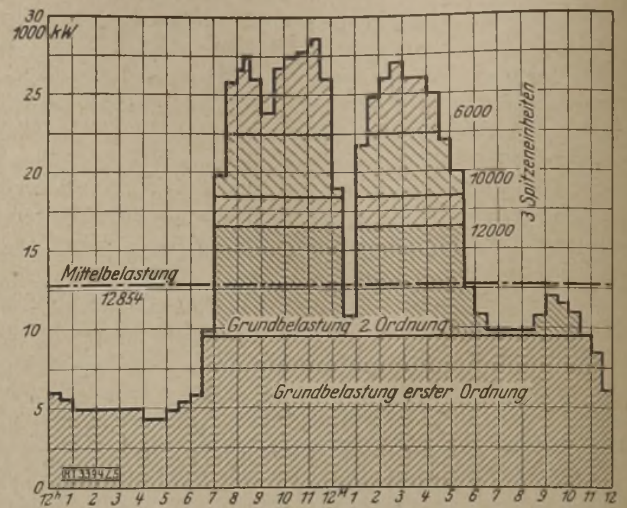 30
1000 kW
25
20
15
10
5
0
6000
10000
12000
3 Spitzeneinheiten
Mittelbelastung
12854
Grundbelastung 2. Ordnung
Grundbelastung erster Ordnung
12ʰ 1 2 3 4 5 6 7 8 9 10 11 12ᴹ 1 2 3 4 5 6 7 8 9 10 11 12